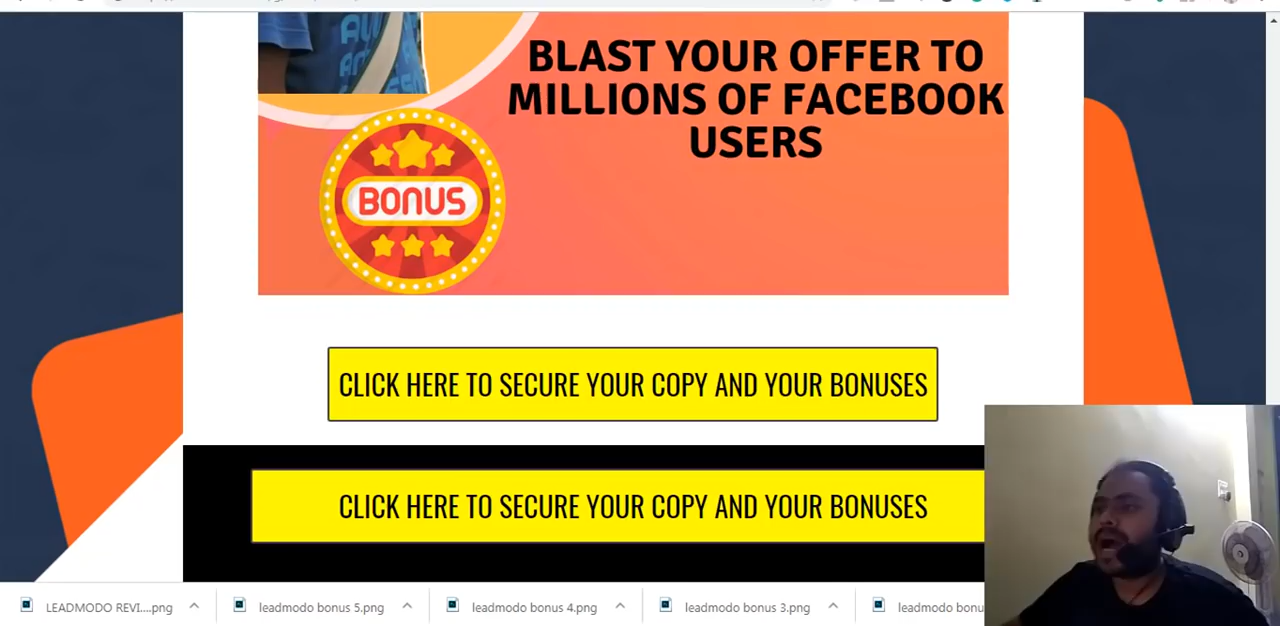 BLAST YOUR OFFER TO
MILLIONS OF FACEBOOK
USERS
BONUS
CLICK HERE TO SECURE YOUR COPY AND YOUR BONUSES
CLICK HERE TO SECURE YOUR COPY AND YOUR BONUSES
LEADMODO REVI....png
leadmodo bonus 5.png
leadmodo bonus 4.png
leadmodo bonus 3.png
leadmodo bonu